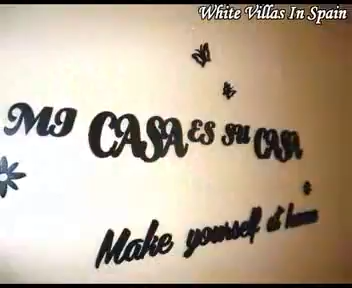 White Villas In Spain
MI CASA ES SU CASA
Make yourself at home